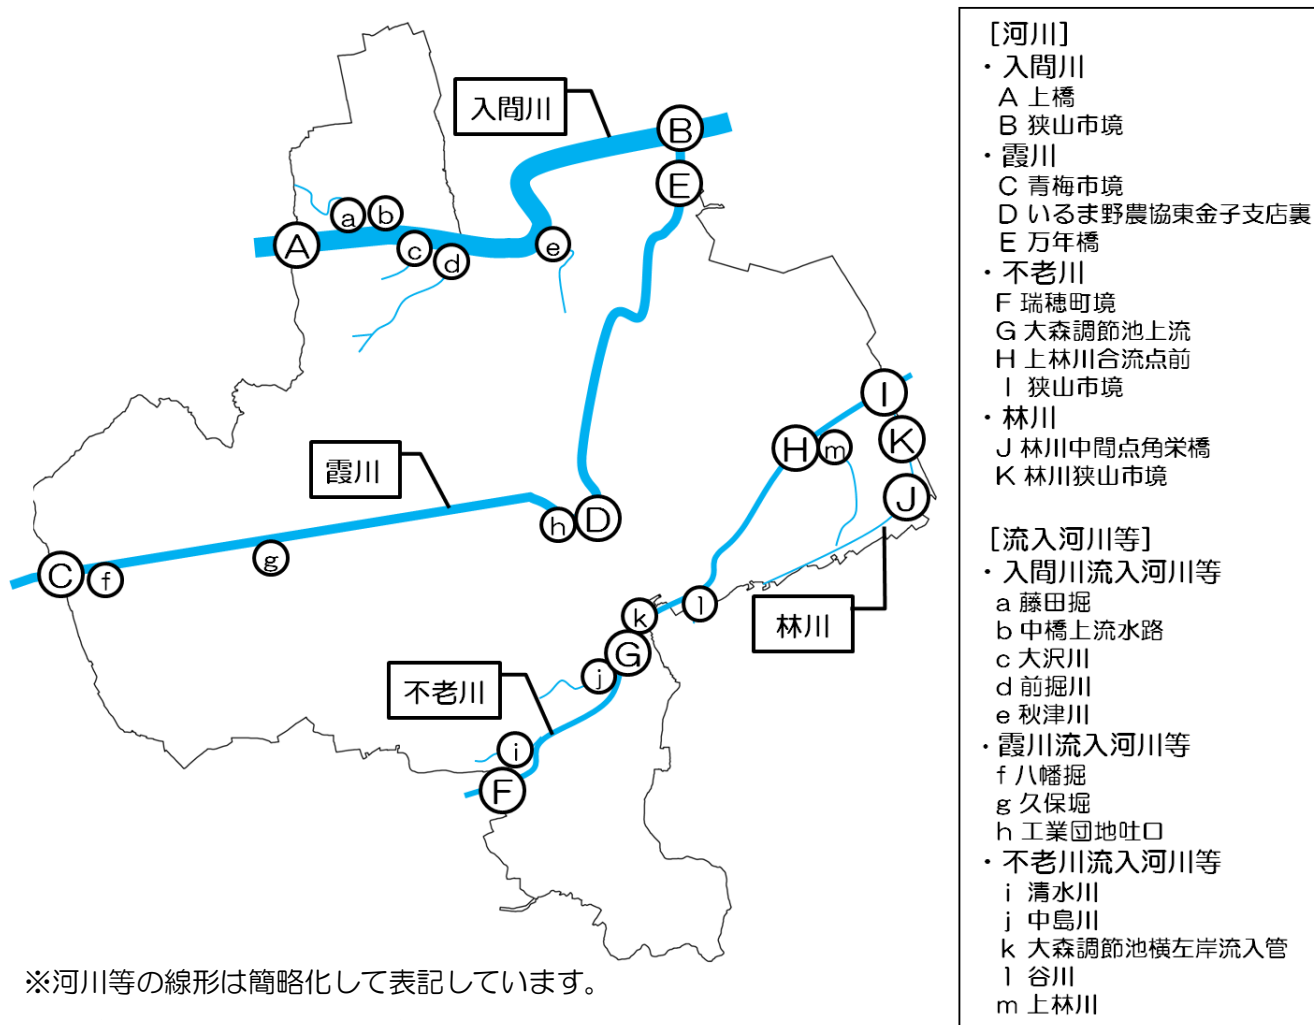 入間川
B
E
a
b
A
c
d
e
I
H
m
K
霞川
J
h
D
g
C
f
l
k
林川
G
不老川
j
i
F
※河川等の線形は簡略化して表記しています。
[河川]
・入間川
A 上橋
B 狭山市境
・霞川
C 青梅市境
D いるま野農協東金子支店裏
E 万年橋
・不老川
F 瑞穂町境
G 大森調節池上流
H 上林川合流点前
I 狭山市境
・林川
J 林川中間点角栄橋
K 林川狭山市境
[流入河川等]
・入間川流入河川等
a 藤田堀
b 中橋上流水路
c 大沢川
d 前掘川
e 秋津川
・霞川流入河川等
f 八幡掘
g 久保堀
h 工業団地吐口
・不老川流入河川等
i 清水川
j 中島川
k 大森調節池横左岸流入管
l 谷川
m 上林川